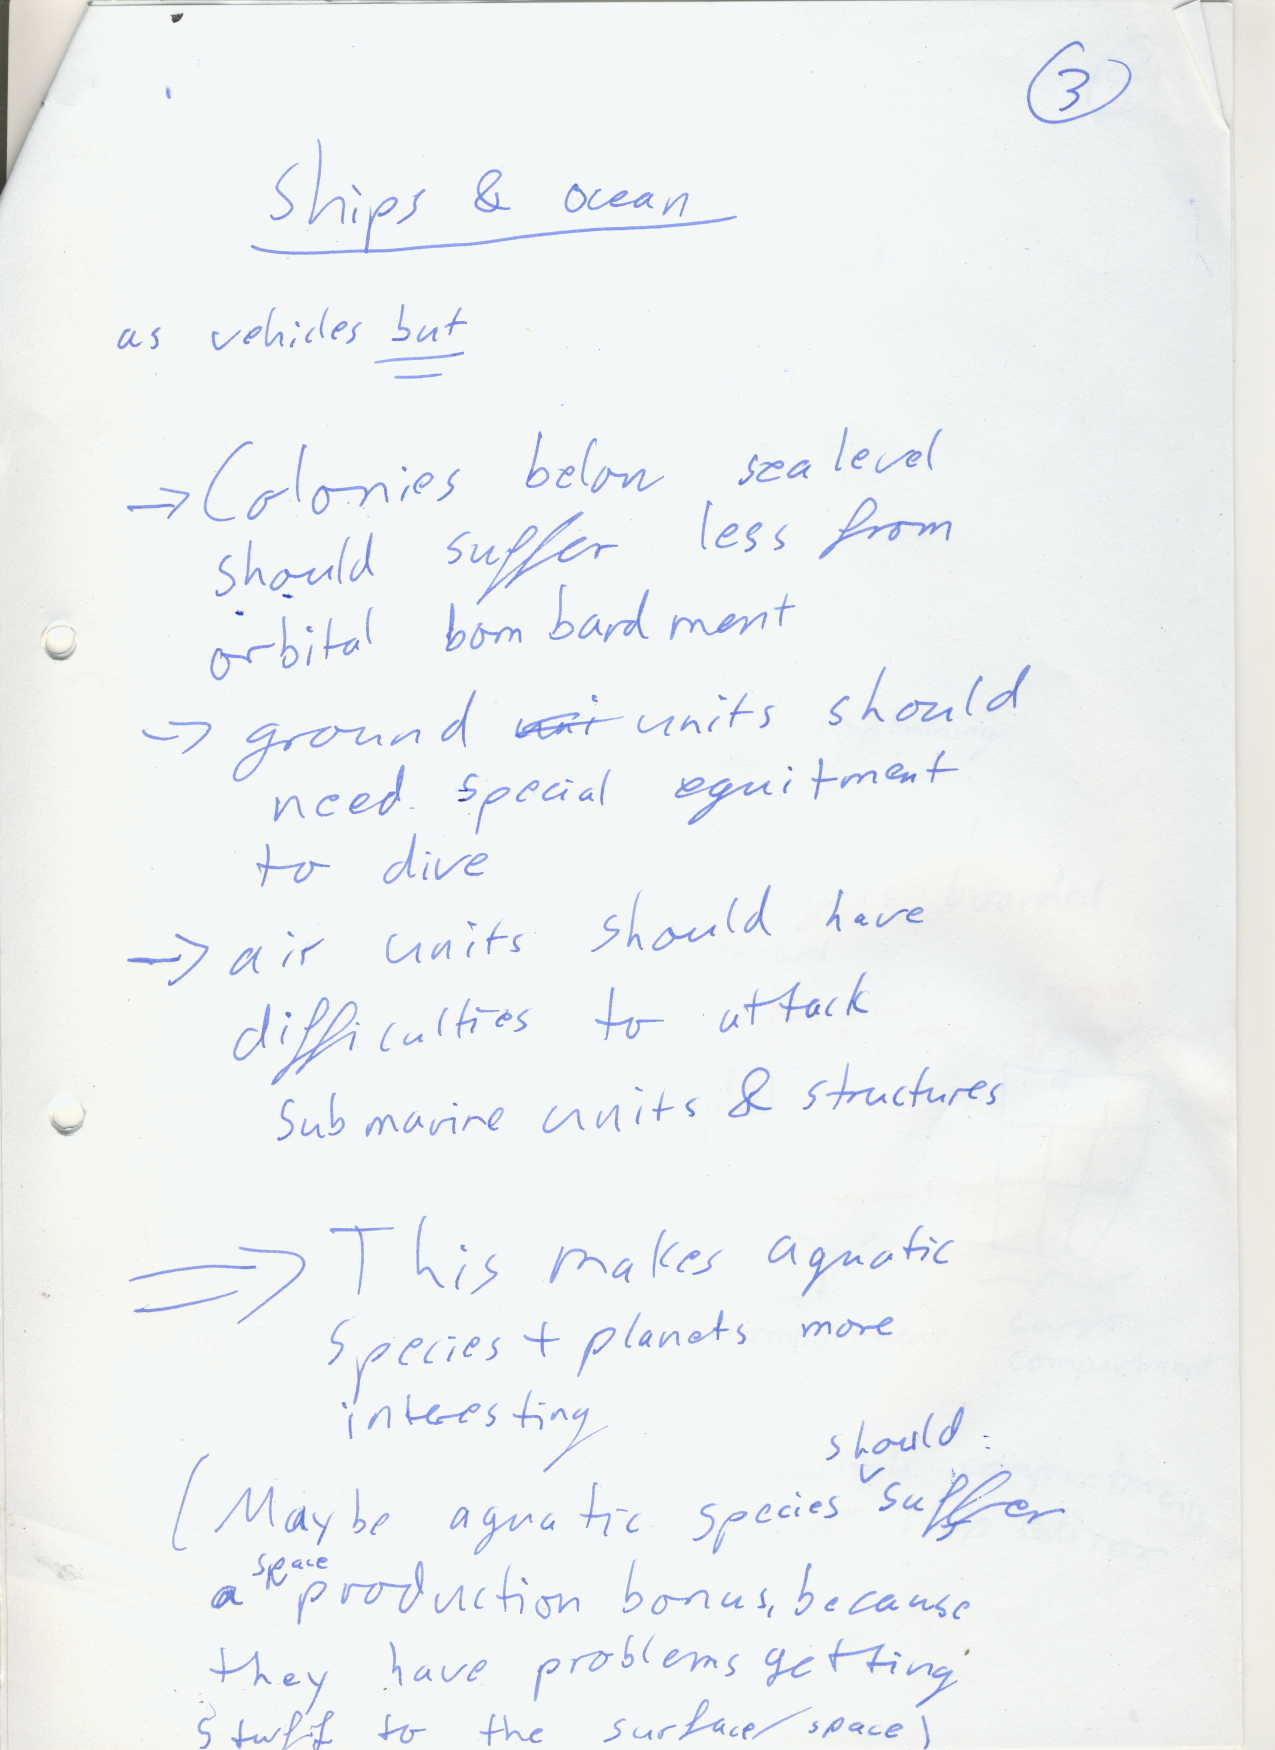 3
Ships & ocean
as vehicles but
→ Colonies below sea level
should suffer less from
orbital bombardment
→ ground uni units should
need special equitment
to dive
→ air units should have
difficulties to attack
submarine units & structures
⇒ This makes aquatic
species + planets more
interesting
should
(Maybe aquatic species suffer
space
a production bonus, because
they have problems getting
stuff to the surface/space)